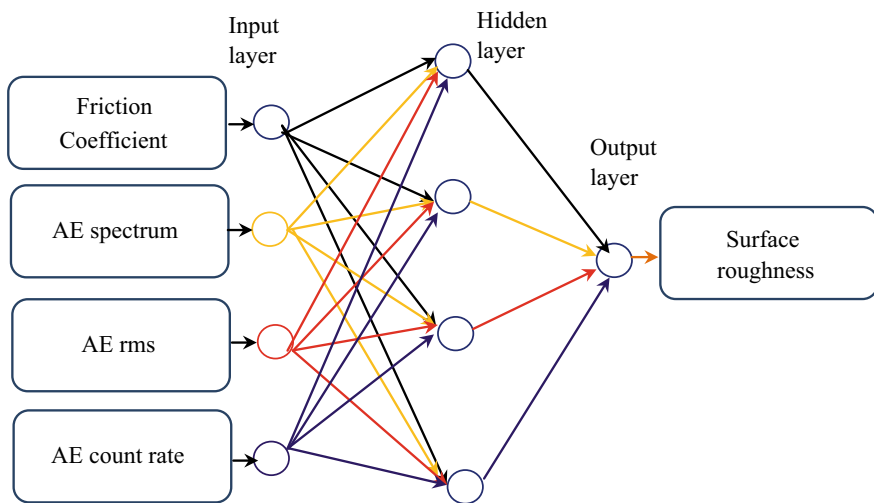 Input
layer
Hidden
layer
Friction
Coefficient
Output
layer
AE spectrum
Surface
roughness
AE rms
AE count rate